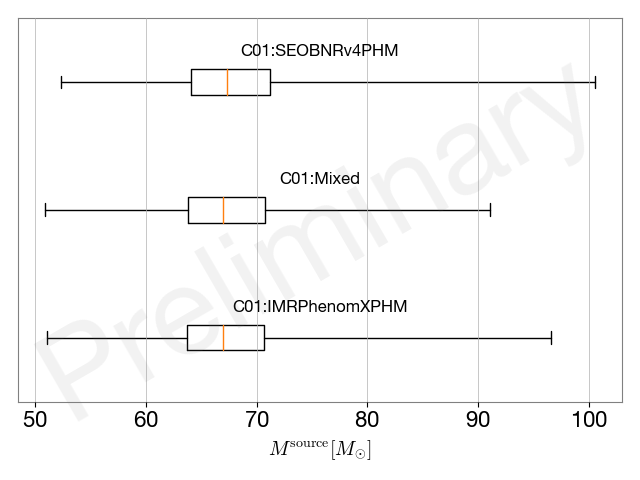 C01:SEOBNRv4PHM
C01:Mixed
C01:IMRPhenomXPHM
Preliminary
50 60 70 80 90 100
M^source [M_⊙]